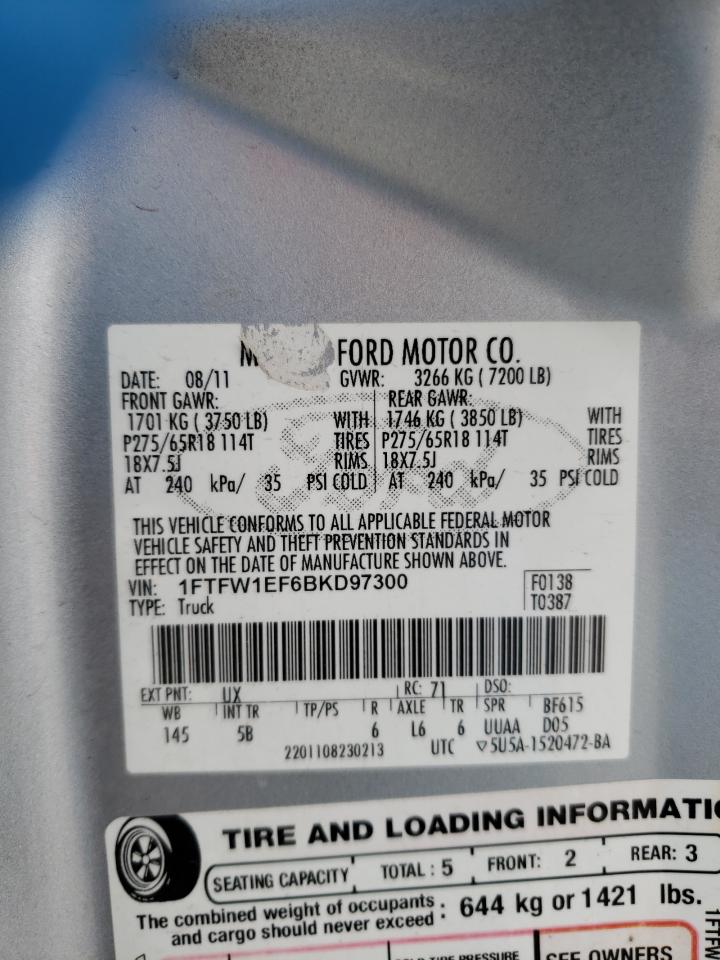 FORD MOTOR CO.
DATE: 08/11 GVWR: 3266 KG ( 7200 LB)
FRONT GAWR: REAR GAWR:
1701 KG ( 3750 LB) WITH 1746 KG ( 3850 LB) WITH
P275/65R18 114T TIRES P275/65R18 114T TIRES
18X7.5J RIMS 18X7.5J RIMS
AT 240 kPa/ 35 PSI COLD AT 240 kPa/ 35 PSI COLD
Ford
THIS VEHICLE CONFORMS TO ALL APPLICABLE FEDERAL MOTOR
VEHICLE SAFETY AND THEFT PREVENTION STANDARDS IN
EFFECT ON THE DATE OF MANUFACTURE SHOWN ABOVE.
VIN: 1FTFW1EF6BKD97300 F0138
TYPE: Truck T0387
EXT PNT: UX RC: 71 DSO:
WB INT TR TP/PS R AXLE TR SPR BF615
145 5B 6 L6 6 UUAA D05
2201108230213 UTC ▽5U5A-1520472-BA
TIRE AND LOADING INFORMATIO
SEATING CAPACITY TOTAL : 5 FRONT: 2 REAR: 3
The combined weight of occupants : 644 kg or 1421 lbs.
and cargo should never exceed
TIRE PRESSURE SEE OWNERS
1FTFW